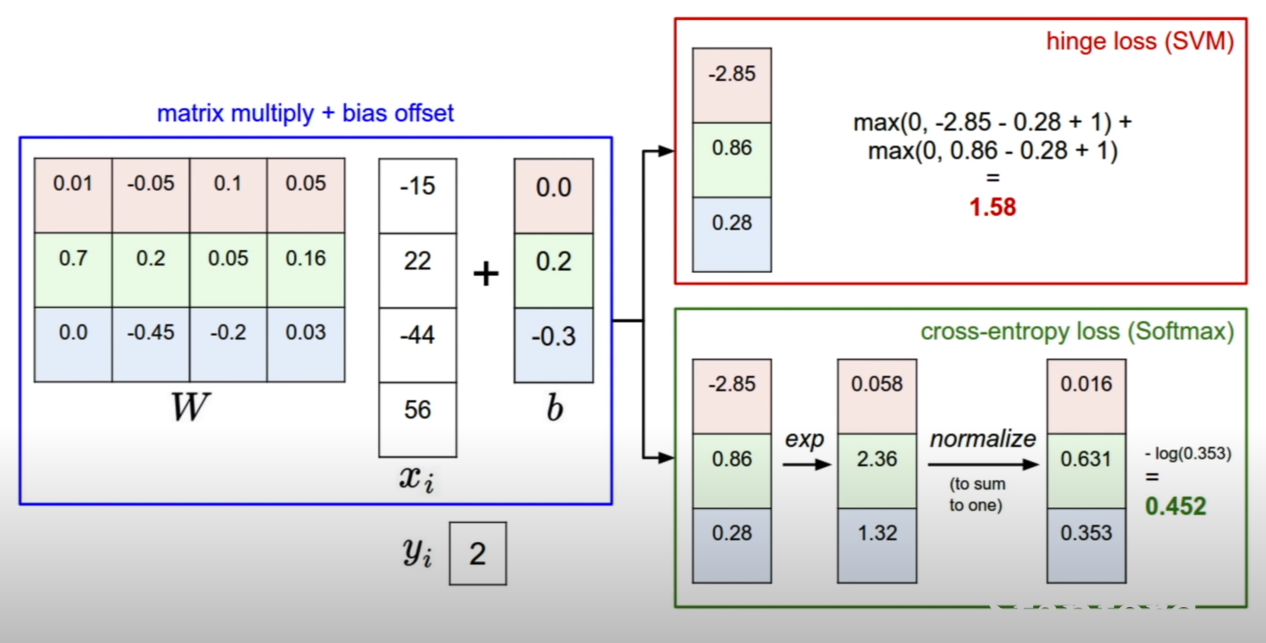 hinge loss (SVM)
matrix multiply + bias offset
0.01 -0.05 0.1 0.05
0.7 0.2 0.05 0.16
0.0 -0.45 -0.2 0.03
W
-15
22
-44
56
xi
+
0.0
0.2
-0.3
b
yi 2
-2.85
0.86
0.28
max(0, -2.85 - 0.28 + 1) +
max(0, 0.86 - 0.28 + 1)
=
1.58
cross-entropy loss (Softmax)
-2.85
0.86
0.28
exp
0.058
2.36
1.32
normalize
(to sum
to one)
0.016
0.631
0.353
- log(0.353)
=
0.452